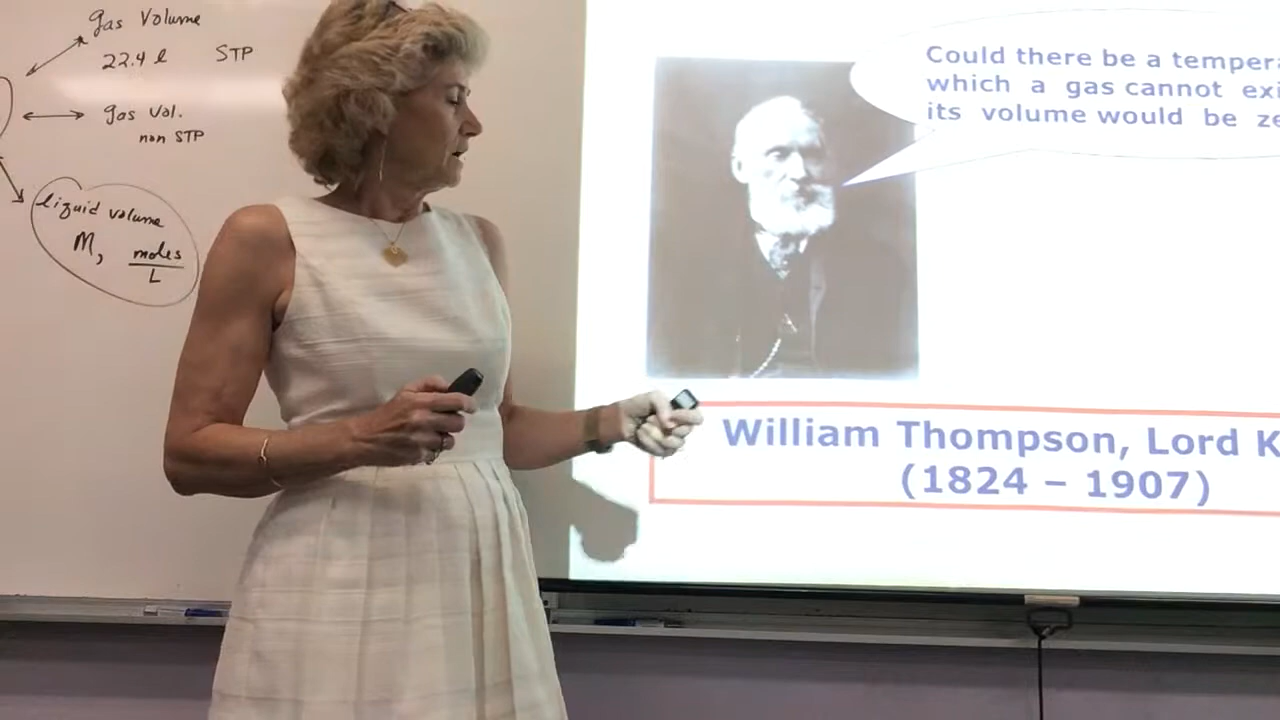 gas Volume
22.4 l STP
gas Vol.
non STP
liquid volume
M, moles
L
Could there be a tempera
which a gas cannot exi
its volume would be ze
William Thompson, Lord K
(1824 – 1907)